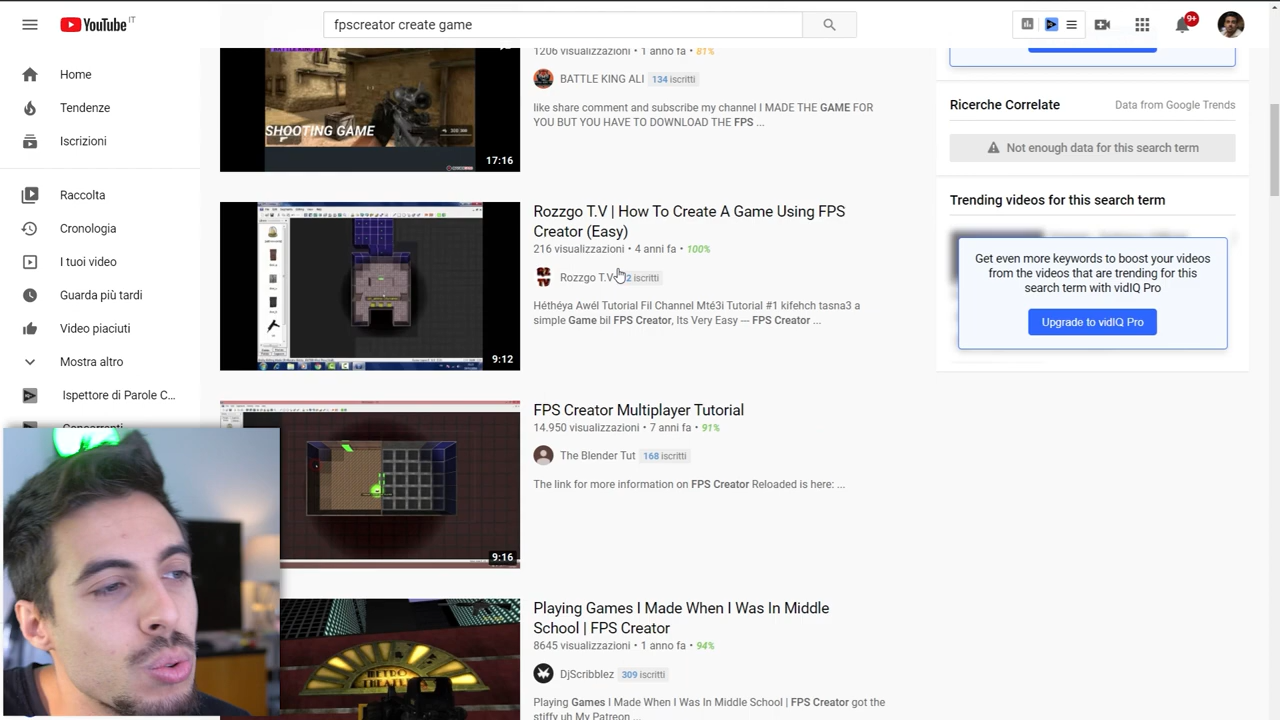 YouTube IT
fpscreator create game
9+
Home
Tendenze
Iscrizioni
Raccolta
Cronologia
I tuoi video
Guarda più tardi
Video piaciuti
Mostra altro
Ispettore di Parole C...
SHOOTING GAME
17:16
1206 visualizzazioni • 1 anno fa • 81%
BATTLE KING ALI 134 iscritti
like share comment and subscribe my channel I MADE THE GAME FOR
YOU BUT YOU HAVE TO DOWNLOAD THE FPS ...
9:12
Rozzgo T.V | How To Create A Game Using FPS
Creator (Easy)
216 visualizzazioni • 4 anni fa • 100%
Rozzgo T.V 2 iscritti
Héthéya Awél Tutorial Fil Channel Mté3i Tutorial #1 kifehch tasna3 a
simple Game bil FPS Creator, Its Very Easy --- FPS Creator ...
9:16
FPS Creator Multiplayer Tutorial
14.950 visualizzazioni • 7 anni fa • 91%
The Blender Tut 168 iscritti
The link for more information on FPS Creator Reloaded is here: ...
Playing Games I Made When I Was In Middle
School | FPS Creator
8645 visualizzazioni • 1 anno fa • 94%
DjScribblez 309 iscritti
Playing Games I Made When I Was In Middle School | FPS Creator got the
stiffy uh My Patreon ...
Ricerche Correlate Data from Google Trends
Not enough data for this search term
Trending videos for this search term
Get even more keywords to boost your videos
from the videos that are trending for this
search term with vidIQ Pro
Upgrade to vidIQ Pro